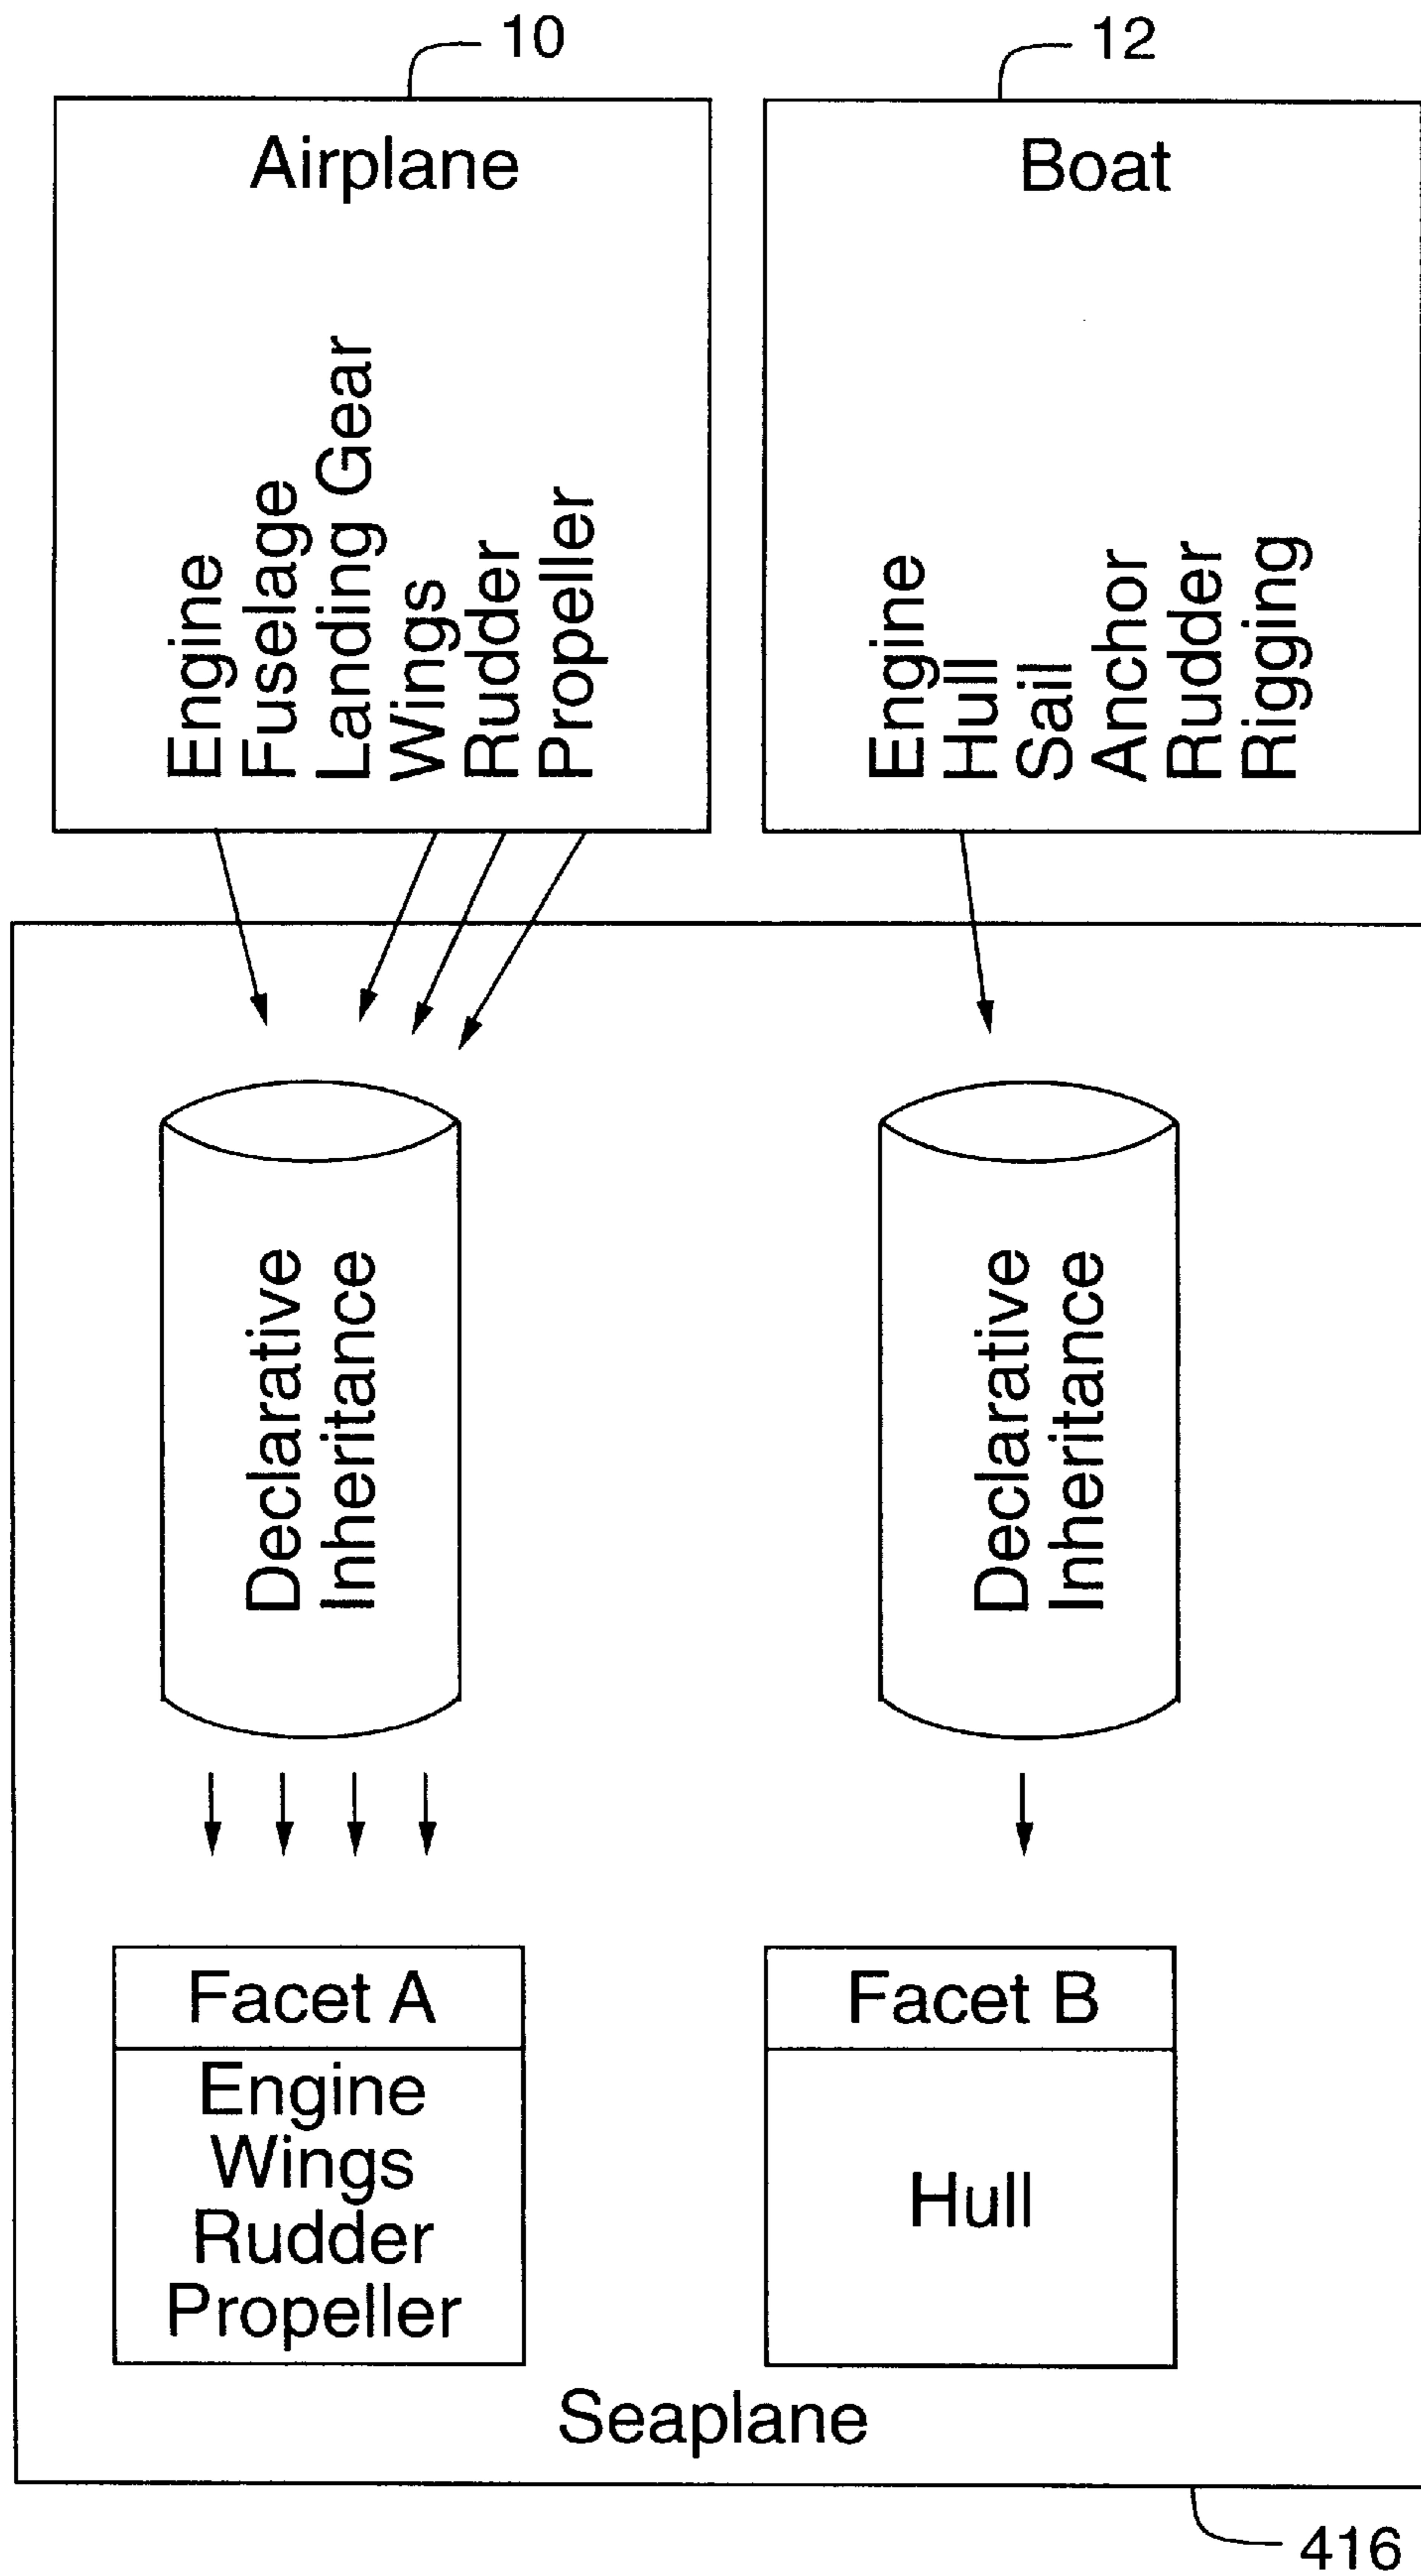 10
12
Airplane
Engine
Fuselage
Landing Gear
Wings
Rudder
Propeller
Boat
Engine
Hull
Sail
Anchor
Rudder
Rigging
Declarative
Inheritance
Declarative
Inheritance
Facet A
Engine
Wings
Rudder
Propeller
Facet B
Hull
Seaplane
416